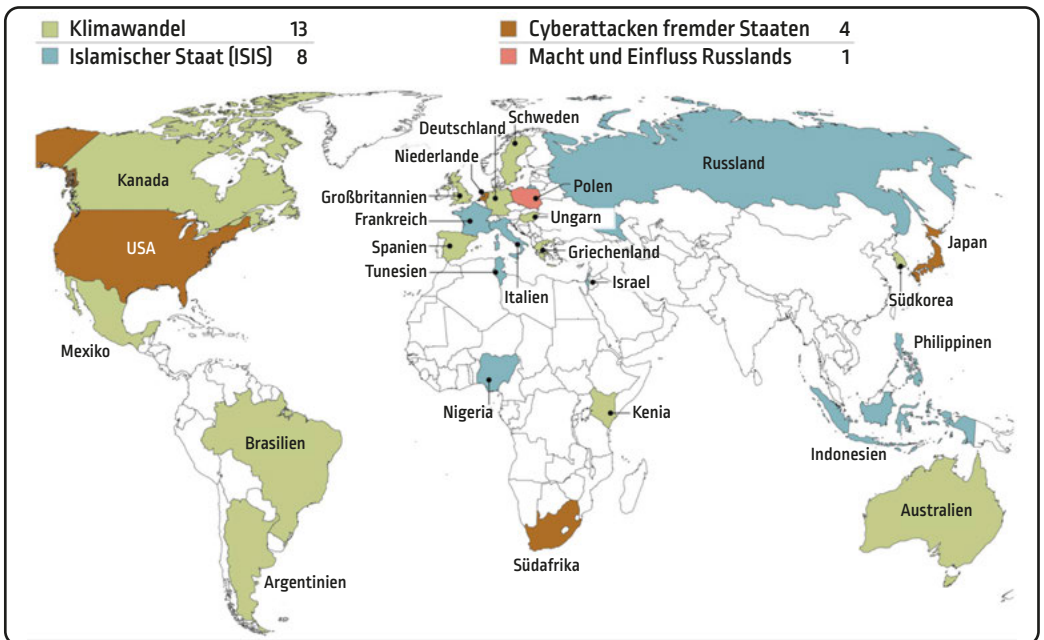 Klimawandel 13
Islamischer Staat (ISIS) 8
Cyberattacken fremder Staaten 4
Macht und Einfluss Russlands 1
Schweden
Deutschland
Niederlande
Russland
Kanada
Polen
Großbritannien
Frankreich
Ungarn
USA
Spanien
Griechenland
Japan
Tunesien
Italien
Israel
Südkorea
Mexiko
Philippinen
Nigeria
Kenia
Brasilien
Indonesien
Australien
Südafrika
Argentinien